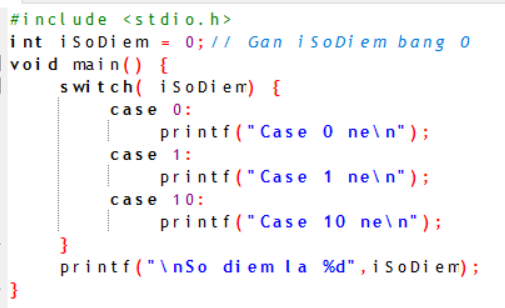 #include <stdio.h>
int iSoDiem = 0;// Gan iSoDiem bang 0
void main() {
switch( iSoDiem) {
case 0:
printf("Case 0 ne\n");
case 1:
printf("Case 1 ne\n");
case 10:
printf("Case 10 ne\n");
}
printf("\nSo diem la %d",iSoDiem);
}